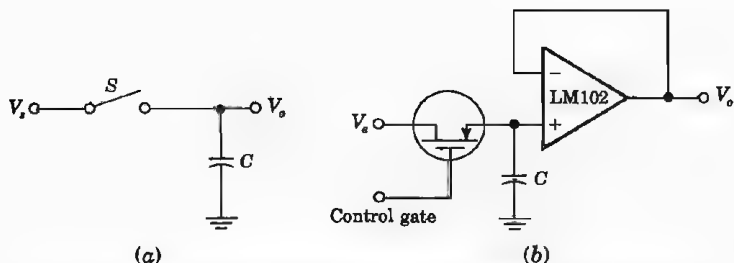 S
V_s
V_o
C
(a)
−
LM102
+
V_o
V_s
C
Control gate
(b)